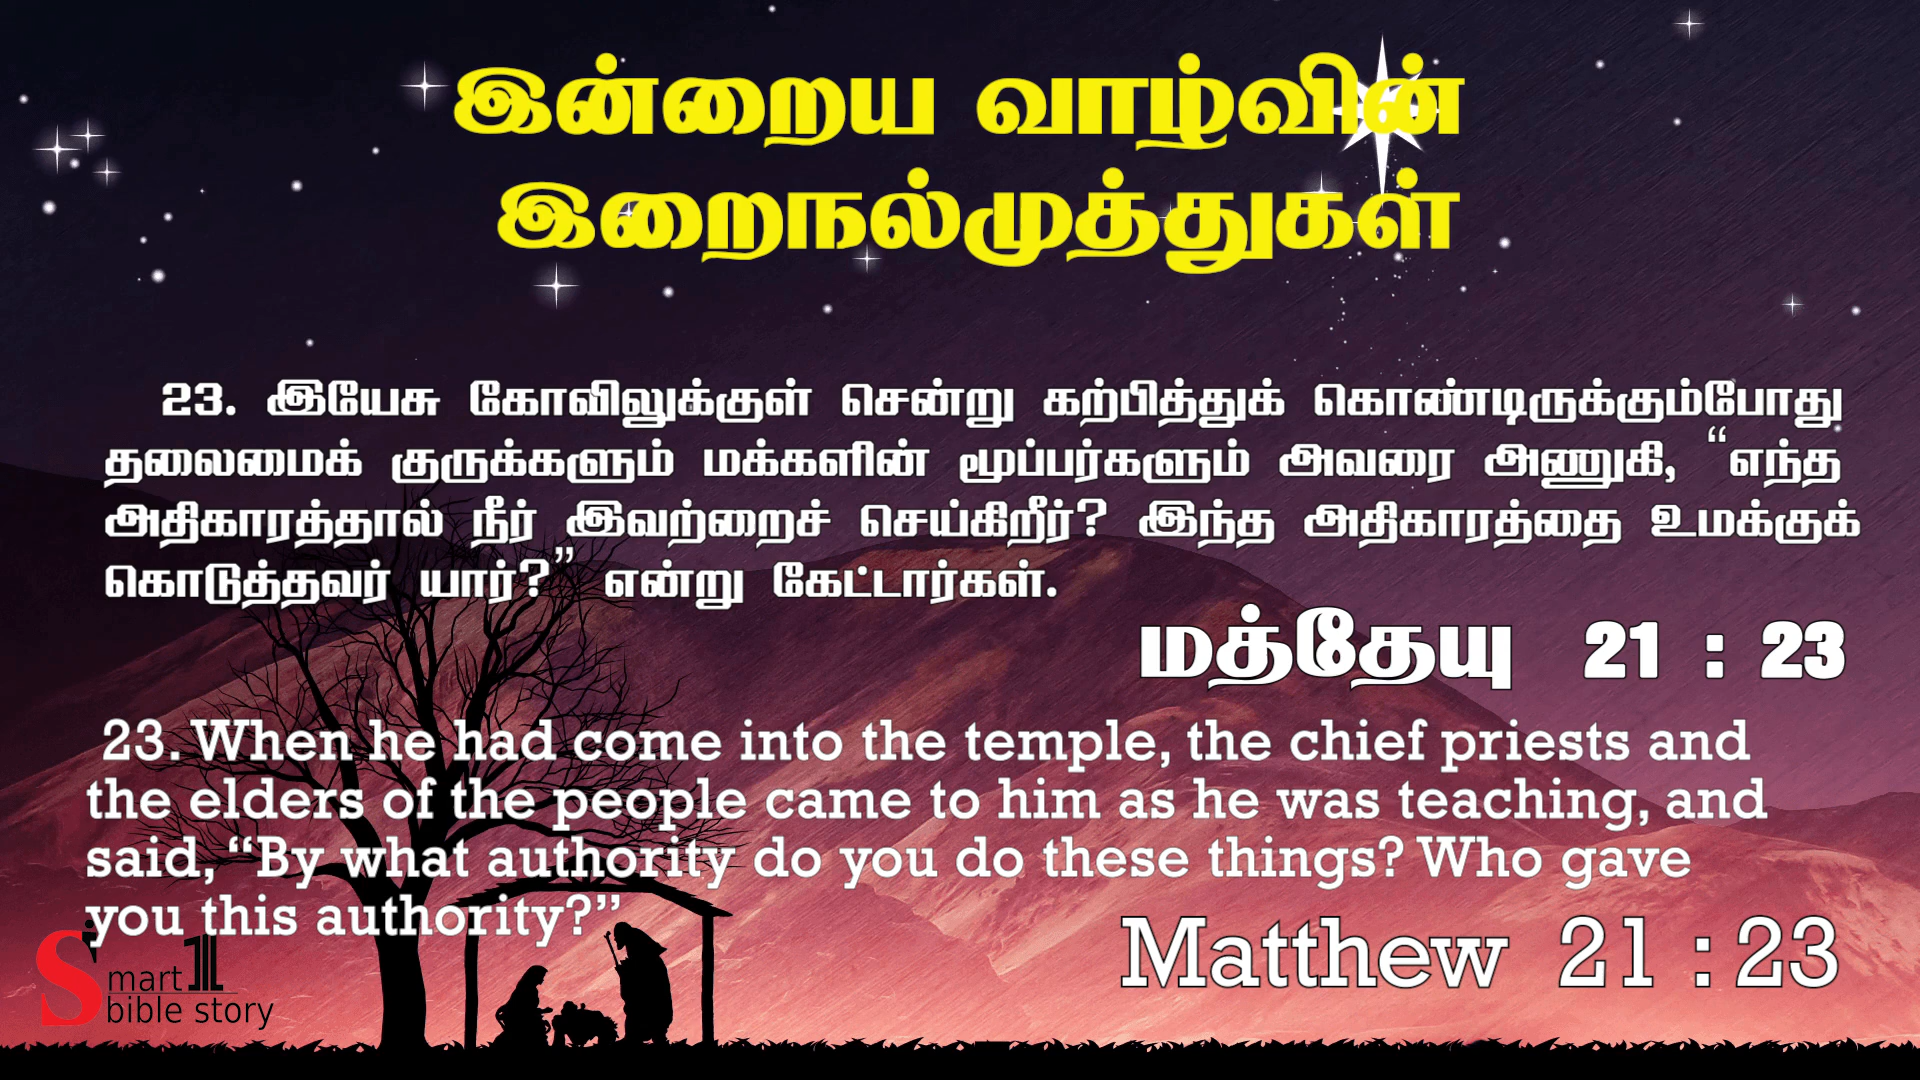 இன்றைய வாழ்வின்
இறைநல்முத்துகள்
23. இயேசு கோவிலுக்குள் சென்று கற்பித்துக் கொண்டிருக்கும்போது
தலைமைக் குருக்களும் மக்களின் மூப்பர்களும் அவரை அணுகி, “எந்த
அதிகாரத்தால் நீர் இவற்றைச் செய்கிறீர்? இந்த அதிகாரத்தை உமக்குக்
கொடுத்தவர் யார்?” என்று கேட்டார்கள்.
மத்தேயு 21 : 23
23. When he had come into the temple, the chief priests and
the elders of the people came to him as he was teaching, and
said, “By what authority do you do these things? Who gave
you this authority?”
Matthew 21 : 23
Smart 1
bible story